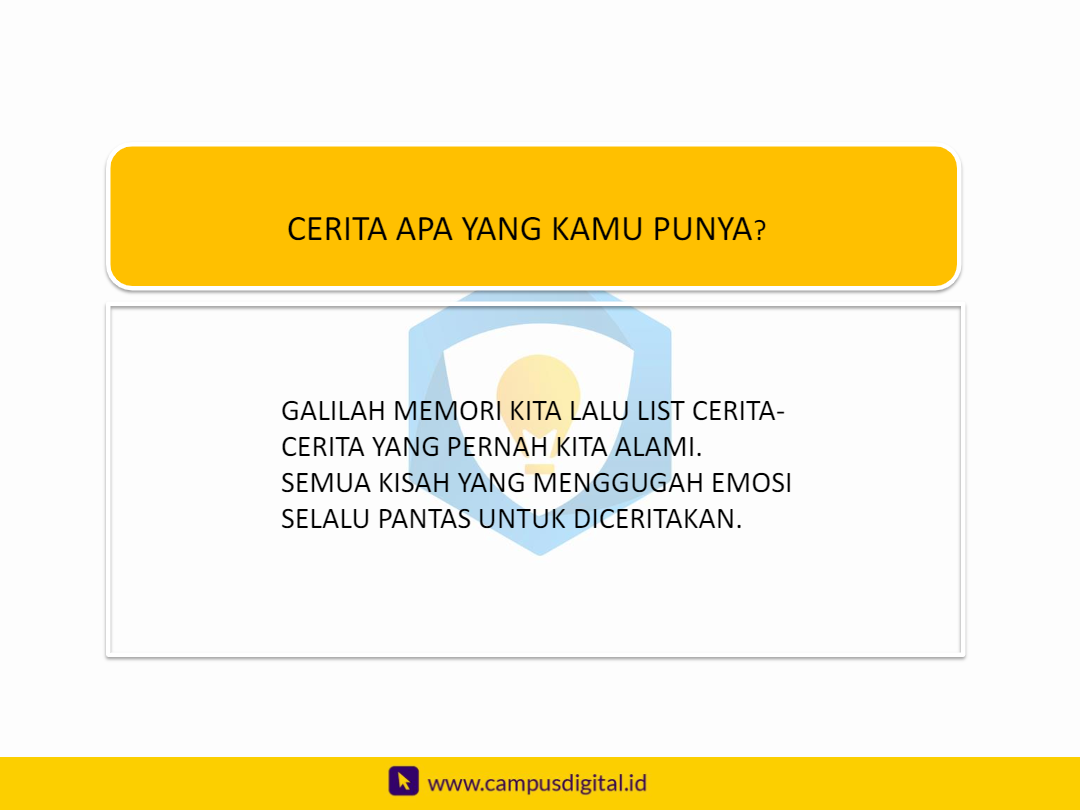 CERITA APA YANG KAMU PUNYA?
GALILAH MEMORI KITA LALU LIST CERITA-
CERITA YANG PERNAH KITA ALAMI.
SEMUA KISAH YANG MENGGUGAH EMOSI
SELALU PANTAS UNTUK DICERITAKAN.
www.campusdigital.id